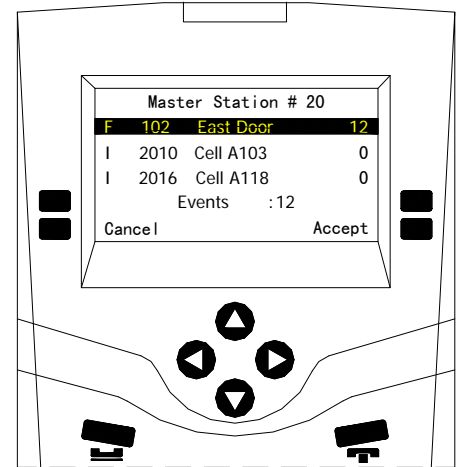 Master Station # 20
F 102 East Door 12
I 2010 Cell A103 0
I 2016 Cell A118 0
Events :12
Cancel Accept